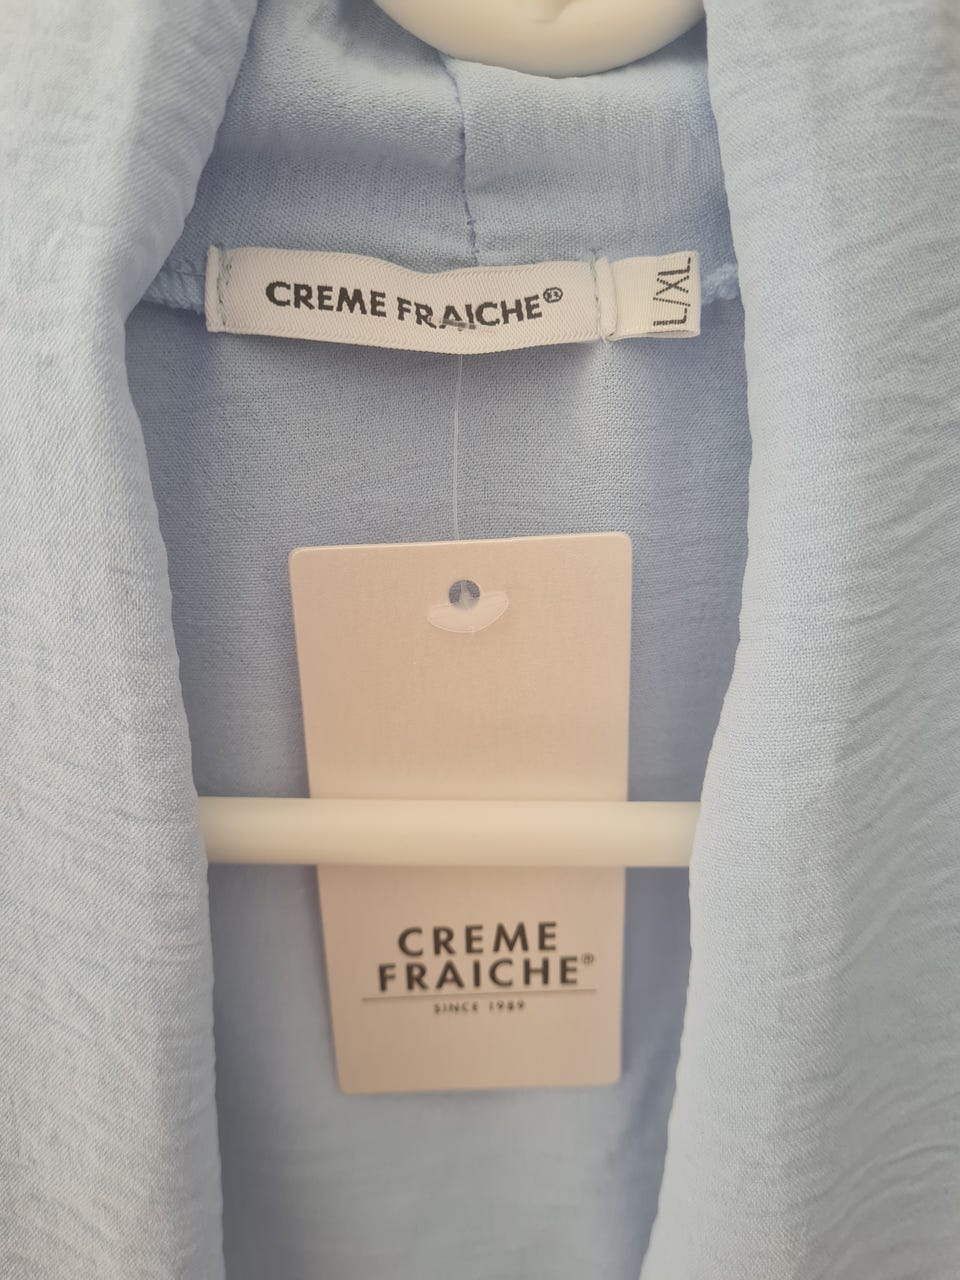 CREME FRAICHE®
L/XL
CREME
FRAICHE®
SINCE 1989